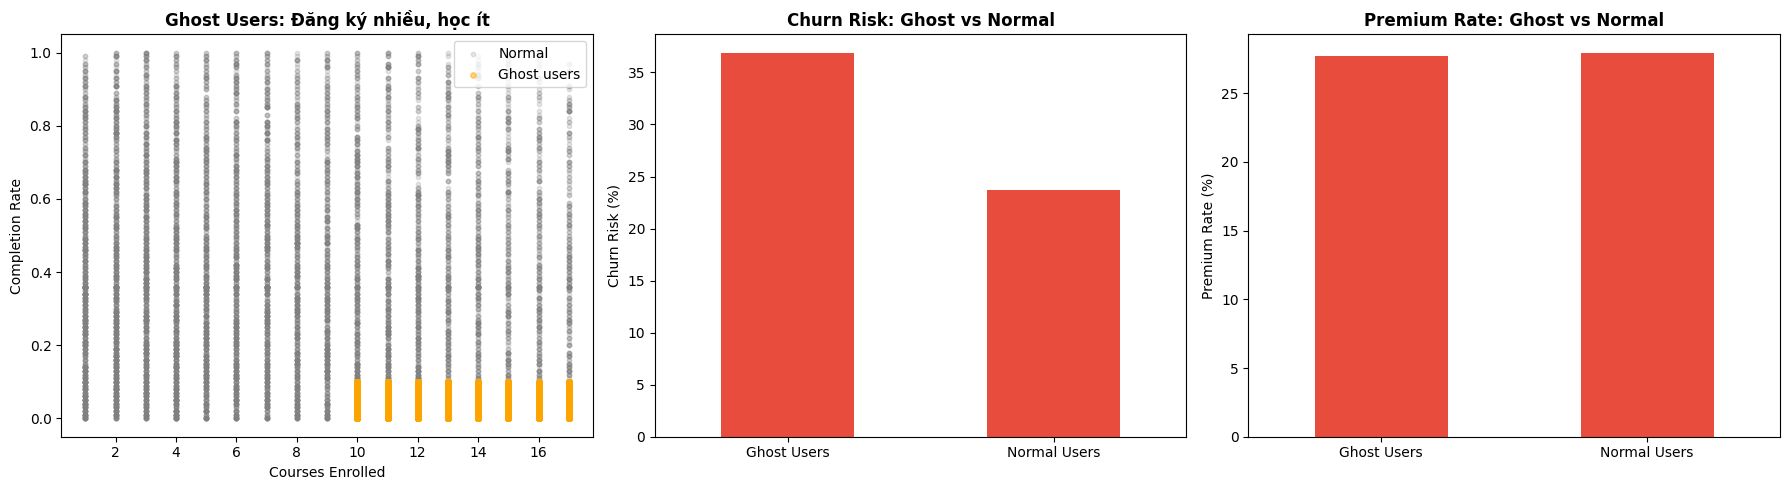 Ghost Users: Đăng ký nhiều, học ít
Completion Rate
1.0
0.8
0.6
0.4
0.2
0.0
Normal
Ghost users
2 4 6 8 10 12 14 16
Courses Enrolled
Churn Risk: Ghost vs Normal
Churn Risk (%)
35
30
25
20
15
10
5
0
Ghost Users Normal Users
Premium Rate: Ghost vs Normal
Premium Rate (%)
25
20
15
10
5
0
Ghost Users Normal Users